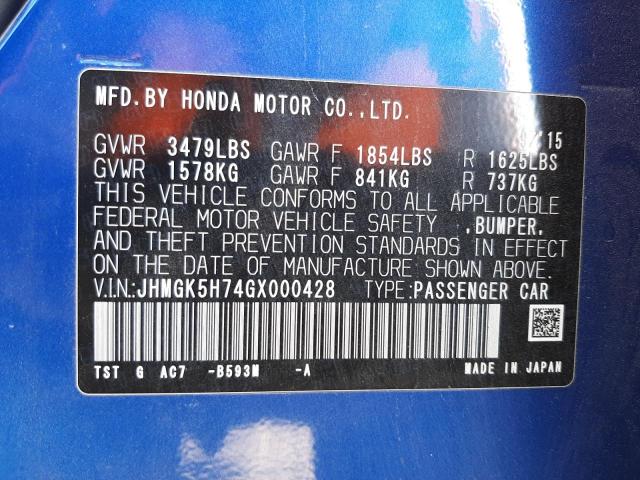 MFD.BY HONDA MOTOR CO.,LTD.
/15
GVWR 3479LBS GAWR F 1854LBS R 1625LBS
GVWR 1578KG GAWR F 841KG R 737KG
THIS VEHICLE CONFORMS TO ALL APPLICABLE
FEDERAL MOTOR VEHICLE SAFETY ,BUMPER,
AND THEFT PREVENTION STANDARDS IN EFFECT
ON THE DATE OF MANUFACTURE SHOWN ABOVE.
V.I.N.:JHMGK5H74GX000428 TYPE:PASSENGER CAR
TST G AC7 -B593M -A MADE IN JAPAN